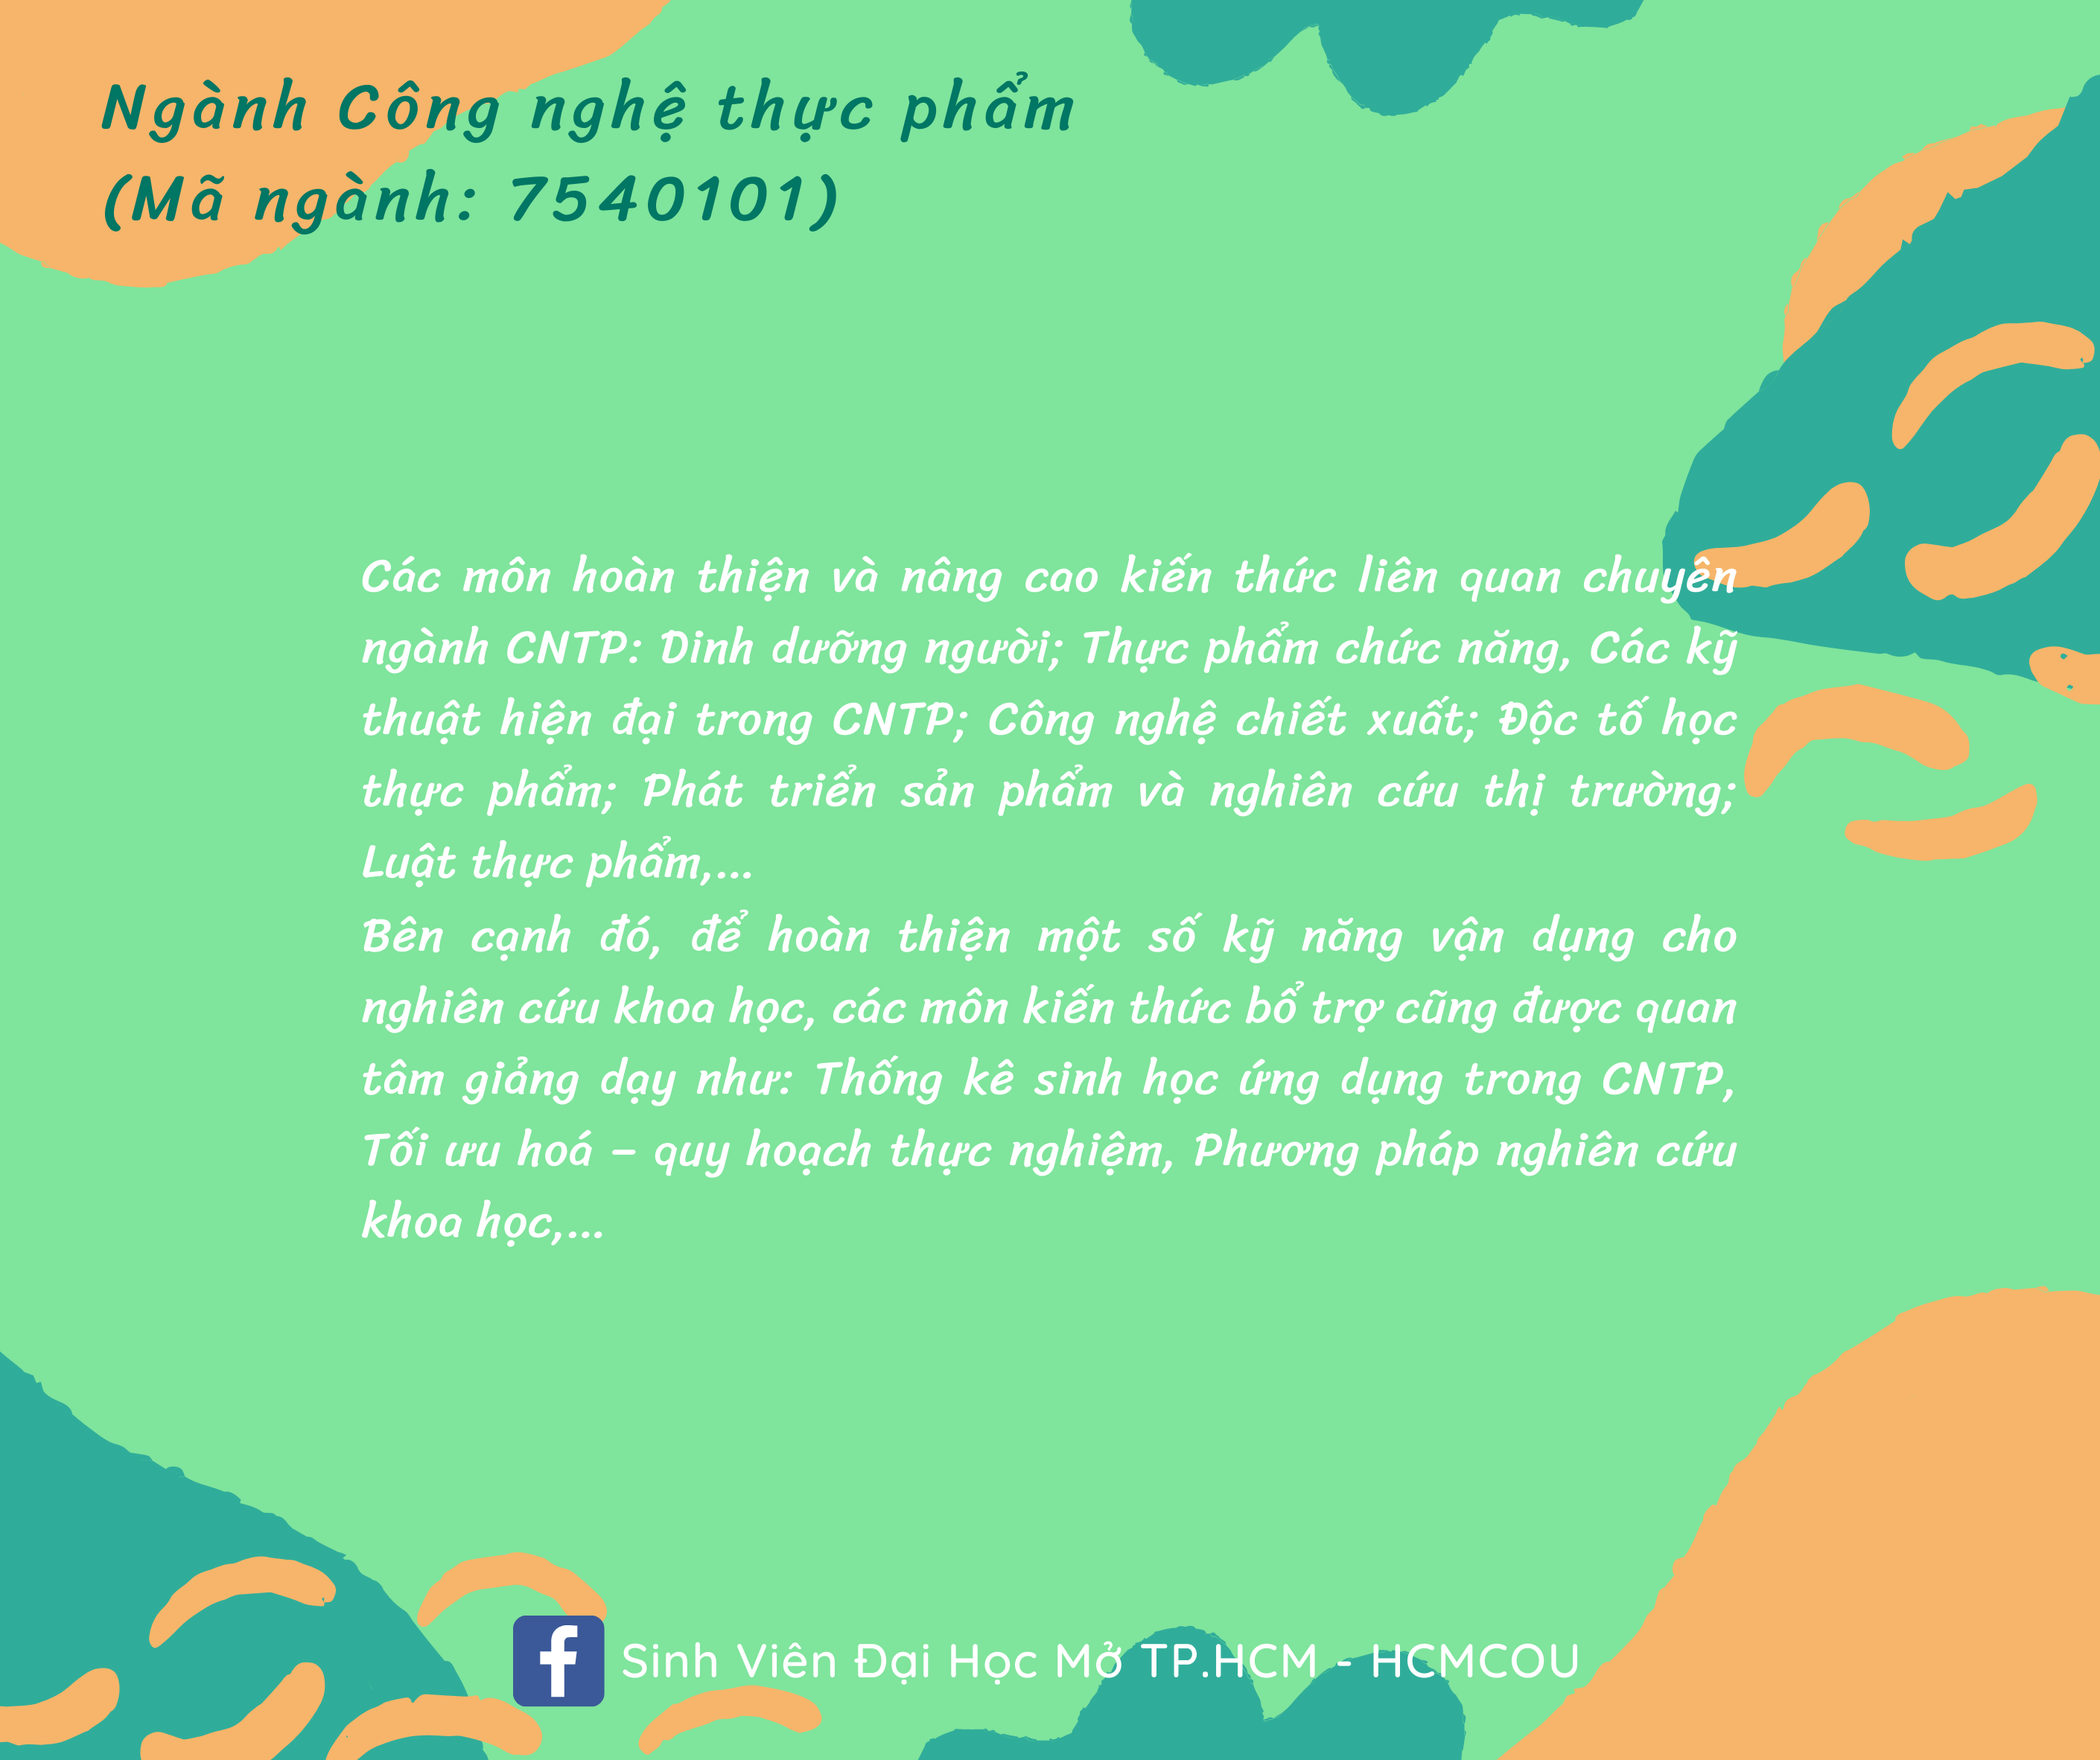 Ngành Công nghệ thực phẩm
(Mã ngành: 7540101)
Các môn hoàn thiện và nâng cao kiến thức liên quan chuyên
ngành CNTP: Dinh dưỡng người; Thực phẩm chức năng, Các kỹ
thuật hiện đại trong CNTP; Công nghệ chiết xuất; Độc tố học
thực phẩm; Phát triển sản phẩm và nghiên cứu thị trường;
Luật thực phẩm,...
Bên cạnh đó, để hoàn thiện một số kỹ năng vận dụng cho
nghiên cứu khoa học, các môn kiến thức bổ trợ cũng được quan
tâm giảng dạy như: Thống kê sinh học ứng dụng trong CNTP,
Tối ưu hoá – quy hoạch thực nghiệm, Phương pháp nghiên cứu
khoa học,...
Sinh Viên Đại Học Mở TP.HCM - HCMCOU